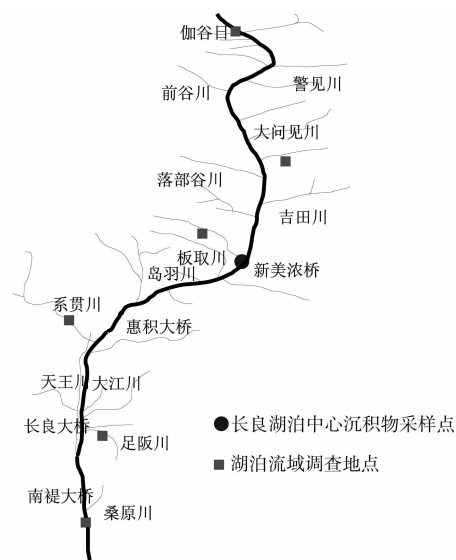 伽谷目
警见川
前谷川
大问见川
落部谷川
吉田川
板取川
新美浓桥
岛羽川
系贯川
惠积大桥
天王川
大江川
长良大桥
长良湖泊中心沉积物采样点
足阪川
湖泊流域调查地点
南褆大桥
桑原川